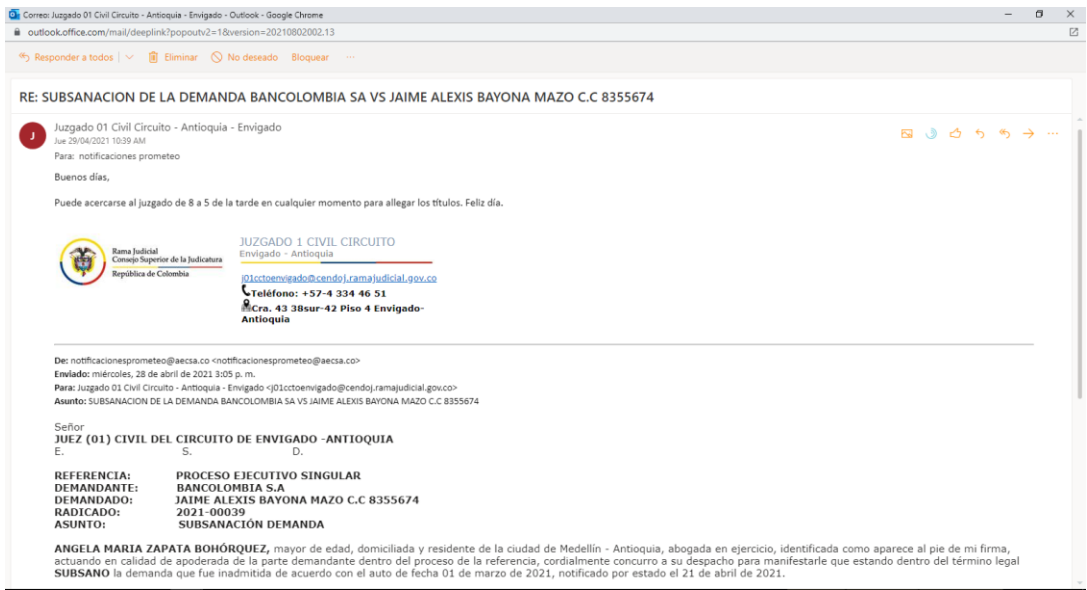 Correo: Juzgado 01 Civil Circuito - Antioquia - Envigado - Outlook - Google Chrome
outlook.office.com/mail/deeplink?popoutv2=1&version=20210802002.13
Responder a todos Eliminar No deseado Bloquear ...
RE: SUBSANACION DE LA DEMANDA BANCOLOMBIA SA VS JAIME ALEXIS BAYONA MAZO C.C 8355674
J
Juzgado 01 Civil Circuito - Antioquia - Envigado
Jue 29/04/2021 10:39 AM
Para: notificaciones prometeo
Buenos días,
Puede acercarse al juzgado de 8 a 5 de la tarde en cualquier momento para allegar los títulos. Feliz día.
Rama Judicial
Consejo Superior de la Judicatura
República de Colombia
JUZGADO 1 CIVIL CIRCUITO
Envigado - Antioquia
j01cctoenvigado@cendoj.ramajudicial.gov.co
Teléfono: +57-4 334 46 51
Cra. 43 38sur-42 Piso 4 Envigado-
Antioquia
De: notificacionesprometeo@aecsa.co <notificacionesprometeo@aecsa.co>
Enviado: miércoles, 28 de abril de 2021 3:05 p. m.
Para: Juzgado 01 Civil Circuito - Antioquia - Envigado <j01cctoenvigado@cendoj.ramajudicial.gov.co>
Asunto: SUBSANACION DE LA DEMANDA BANCOLOMBIA SA VS JAIME ALEXIS BAYONA MAZO C.C 8355674
Señor
JUEZ (01) CIVIL DEL CIRCUITO DE ENVIGADO -ANTIOQUIA
E. S. D.
REFERENCIA: PROCESO EJECUTIVO SINGULAR
DEMANDANTE: BANCOLOMBIA S.A
DEMANDADO: JAIME ALEXIS BAYONA MAZO C.C 8355674
RADICADO: 2021-00039
ASUNTO: SUBSANACIÓN DEMANDA
ANGELA MARIA ZAPATA BOHÓRQUEZ, mayor de edad, domiciliada y residente de la ciudad de Medellín - Antioquia, abogada en ejercicio, identificada como aparece al pie de mi firma,
actuando en calidad de apoderada de la parte demandante dentro del proceso de la referencia, cordialmente concurro a su despacho para manifestarle que estando dentro del término legal
SUBSANO la demanda que fue inadmitida de acuerdo con el auto de fecha 01 de marzo de 2021, notificado por estado el 21 de abril de 2021.